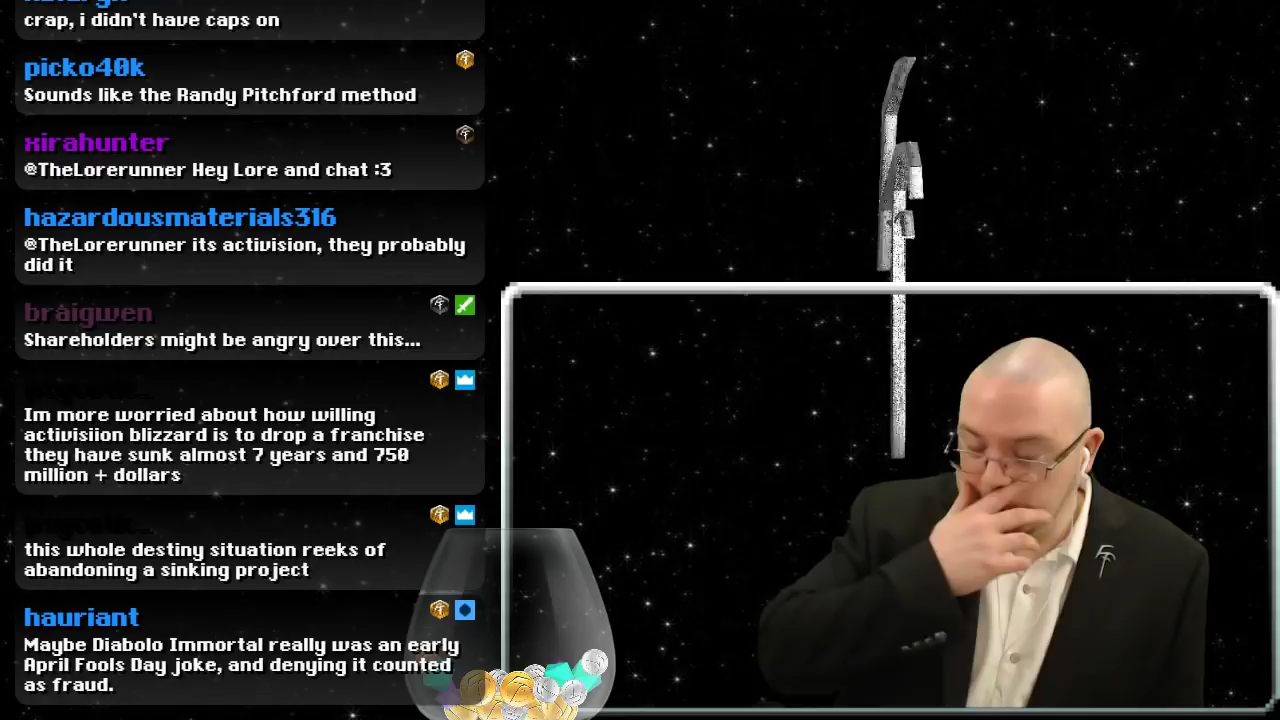 crap, i didn't have caps on
picko40k
Sounds like the Randy Pitchford method
xirahunter
@TheLorerunner Hey Lore and chat :3
hazardousmaterials316
@TheLorerunner its activision, they probably
did it
braigwen
Shareholders might be angry over this...
Im more worried about how willing
activisiion blizzard is to drop a franchise
they have sunk almost 7 years and 750
million + dollars
this whole destiny situation reeks of
abandoning a sinking project
hauriant
Maybe Diabolo Immortal really was an early
April Fools Day joke, and denying it counted
as fraud.